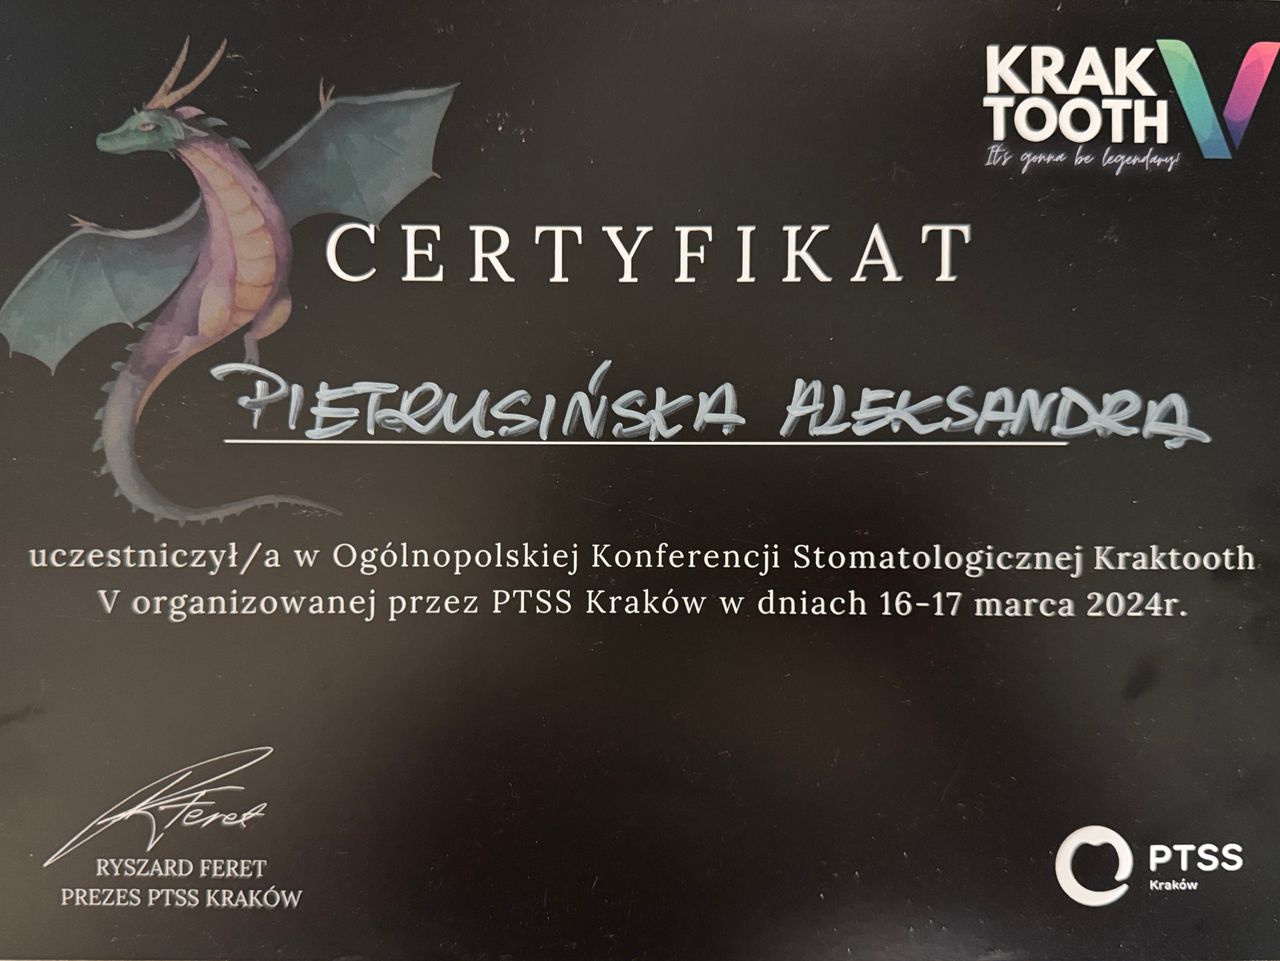 KRAK
TOOTH V
It's gonna be legendary!
CERTYFIKAT
PIETRUSIŃSKA ALEKSANDRA
uczestniczył/a w Ogólnopolskiej Konferencji Stomatologicznej Kraktooth
V organizowanej przez PTSS Kraków w dniach 16-17 marca 2024r.
RFeret
RYSZARD FERET
PREZES PTSS KRAKÓW
PTSS
Kraków